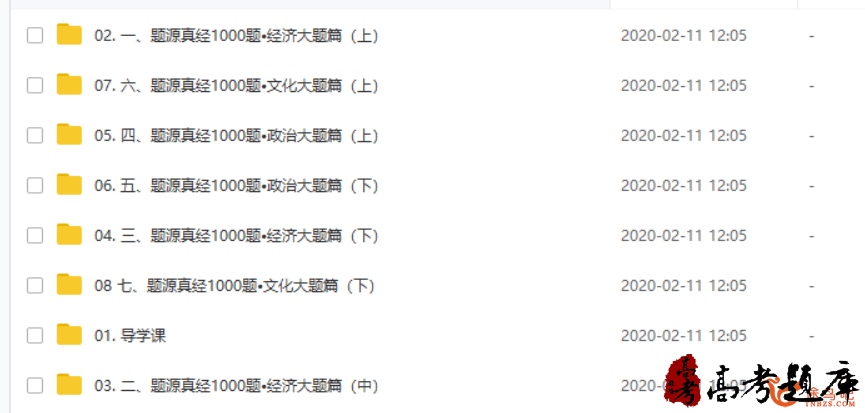 02. 一、题源真经1000题•经济大题篇（上） 2020-02-11 12:05 -
07. 六、题源真经1000题•文化大题篇（上） 2020-02-11 12:05 -
05. 四、题源真经1000题•政治大题篇（上） 2020-02-11 12:05 -
06. 五、题源真经1000题•政治大题篇（下） 2020-02-11 12:05 -
04. 三、题源真经1000题•经济大题篇（下） 2020-02-11 12:05 -
08 七、题源真经1000题•文化大题篇（下） 2020-02-11 12:05 -
01. 导学课 2020-02-11 12:05 -
03. 二、题源真经1000题•经济大题篇（中） 2020-02-11 12:05
高考 高考题库
TNBZS.COM